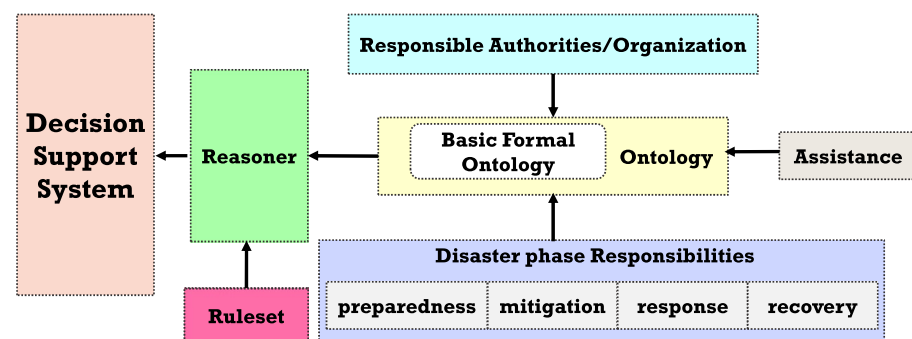 Responsible Authorities/Organization
Decision
Support
System
Reasoner
Basic Formal
Ontology
Ontology
Assistance
Disaster phase Responsibilities
preparedness
mitigation
response
recovery
Ruleset